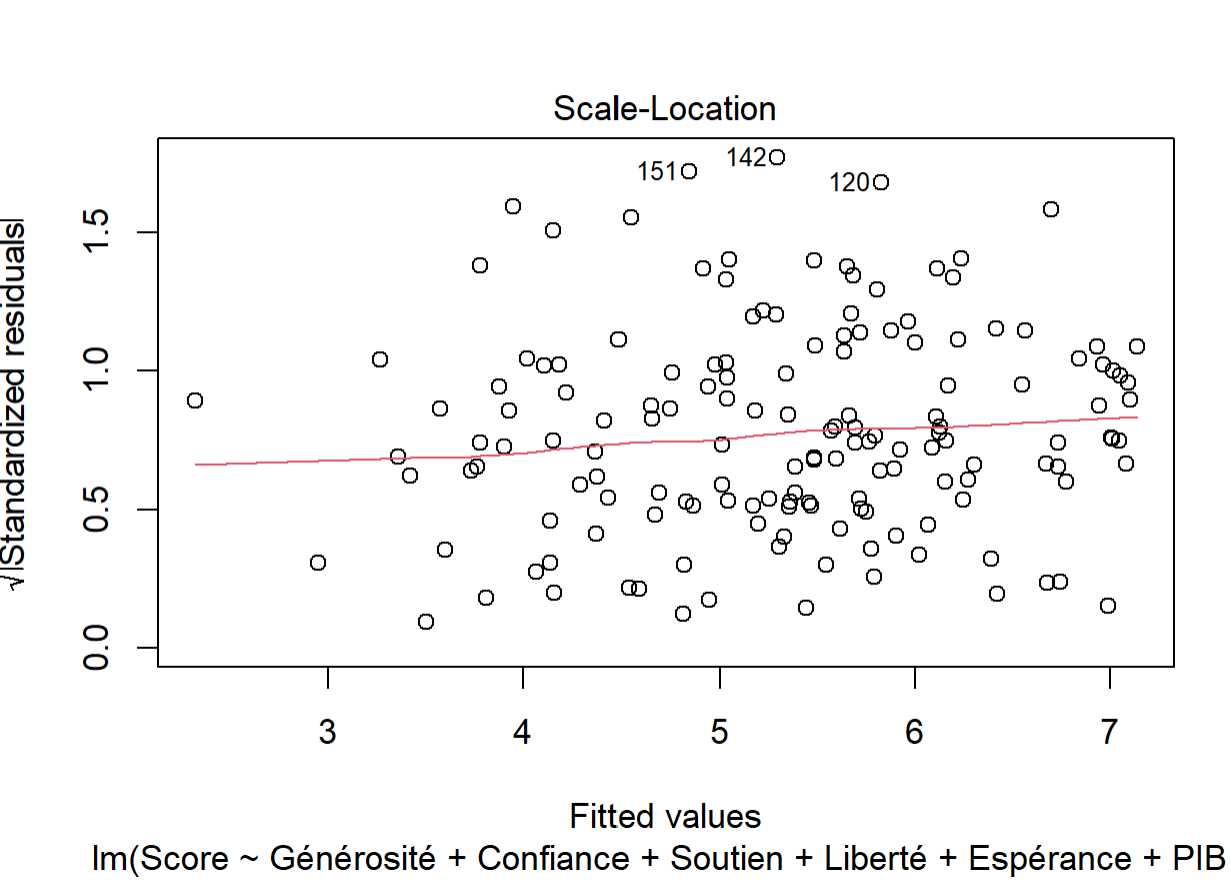 Scale-Location
√|Standardized residuals|
1.5
1.0
0.5
0.0
151
142
120
3 4 5 6 7
Fitted values
lm(Score ~ Générosité + Confiance + Soutien + Liberté + Espérance + PIB